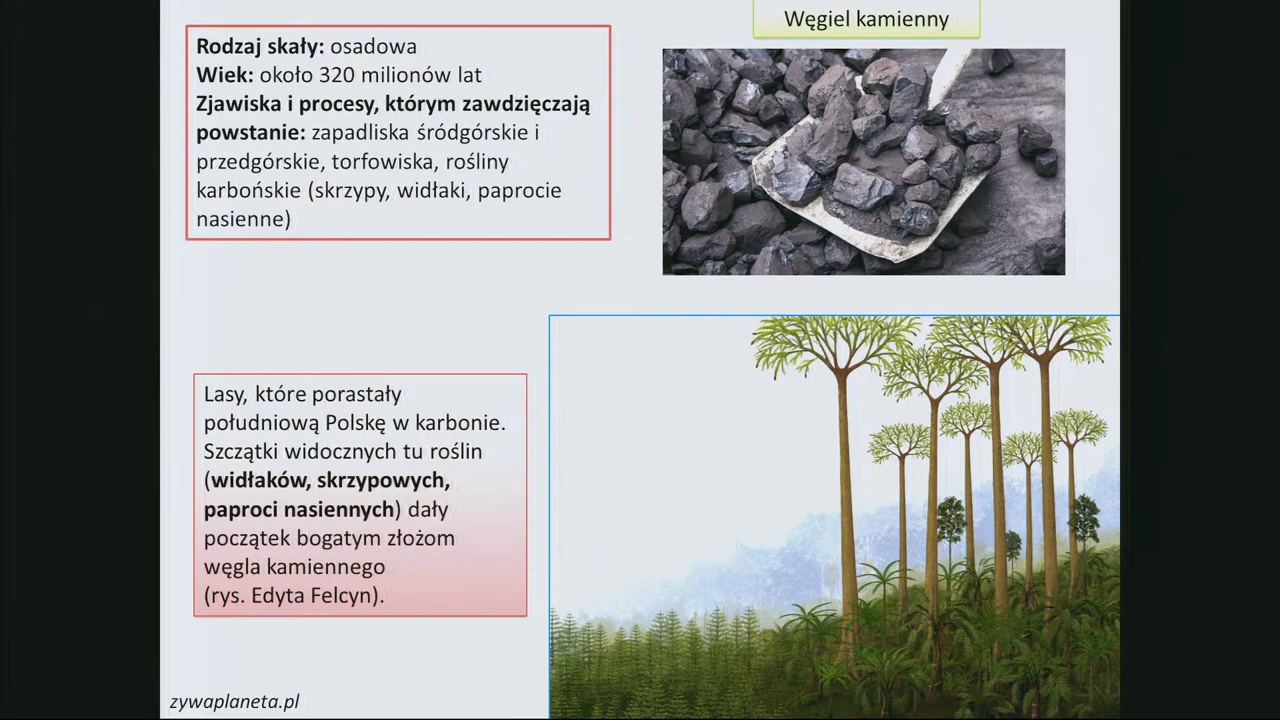 Węgiel kamienny
Rodzaj skały: osadowa
Wiek: około 320 milionów lat
Zjawiska i procesy, którym zawdzięczają
powstanie: zapadliska śródgórskie i
przedgórskie, torfowiska, rośliny
karbońskie (skrzypy, widłaki, paprocie
nasienne)
Lasy, które porastały
południową Polskę w karbonie.
Szczątki widocznych tu roślin
(widłaków, skrzypowych,
paproci nasiennych) dały
początek bogatym złożom
węgla kamiennego
(rys. Edyta Felcyn).
zywaplaneta.pl